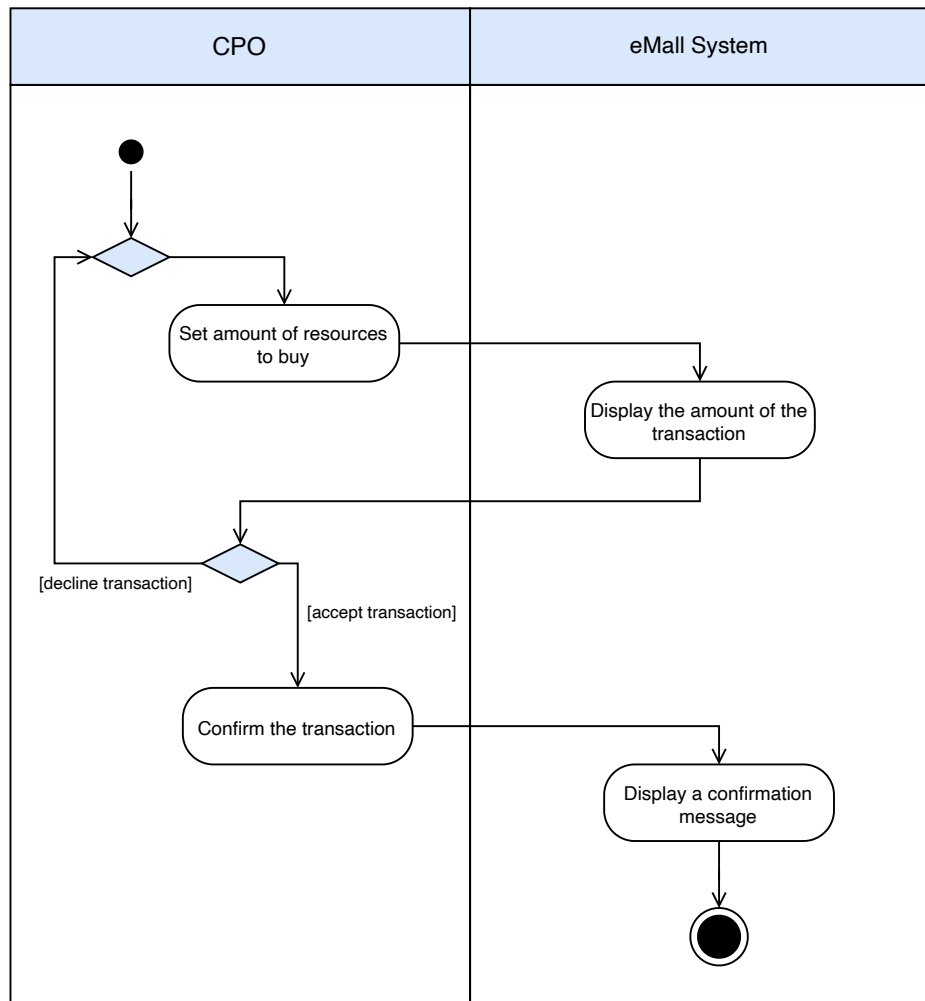 CPO
eMall System
Set amount of resources
to buy
Display the amount of the
transaction
[decline transaction]
[accept transaction]
Confirm the transaction
Display a confirmation
message